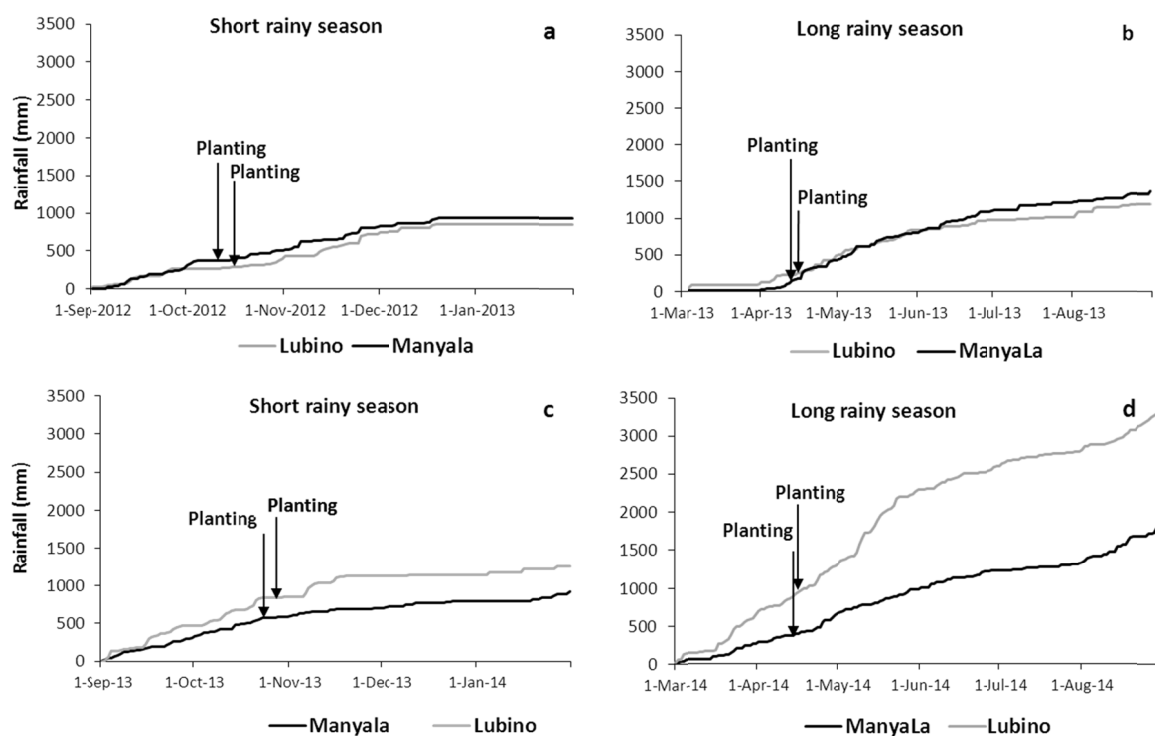 Short rainy season
a
Rainfall (mm)
3500
3000
2500
2000
1500
1000
500
0
Planting
Planting
1-Sep-2012 1-Oct-2012 1-Nov-2012 1-Dec-2012 1-Jan-2013
Lubino Manyala
Long rainy season
b
3500
3000
2500
2000
1500
1000
500
0
Planting
Planting
1-Mar-13 1-Apr-13 1-May-13 1-Jun-13 1-Jul-13 1-Aug-13
Lubino ManyaLa
Short rainy season
c
Rainfall (mm)
3500
3000
2500
2000
1500
1000
500
0
Planting
Planting
1-Sep-13 1-Oct-13 1-Nov-13 1-Dec-13 1-Jan-14
Manyala Lubino
Long rainy season
d
3500
3000
2500
2000
1500
1000
500
0
Planting
Planting
1-Mar-14 1-Apr-14 1-May-14 1-Jun-14 1-Jul-14 1-Aug-14
ManyaLa Lubino